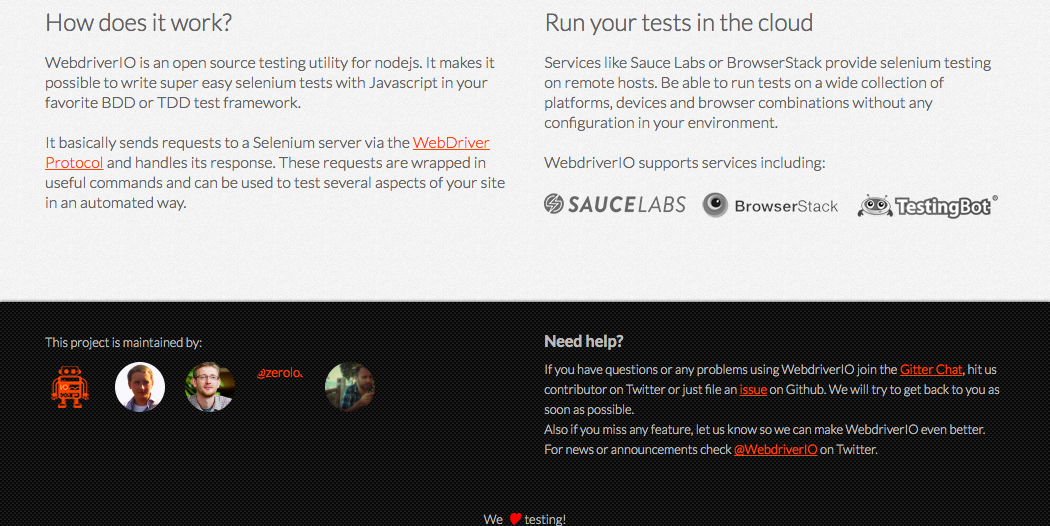 How does it work?
WebdriverIO is an open source testing utility for nodejs. It makes it
possible to write super easy selenium tests with Javascript in your
favorite BDD or TDD test framework.
It basically sends requests to a Selenium server via the WebDriver
Protocol and handles its response. These requests are wrapped in
useful commands and can be used to test several aspects of your site
in an automated way.
Run your tests in the cloud
Services like Sauce Labs or BrowserStack provide selenium testing
on remote hosts. Be able to run tests on a wide collection of
platforms, devices and browser combinations without any
configuration in your environment.
WebdriverIO supports services including:
SAUCELABS
BrowserStack
TestingBot®
This project is maintained by:
IO
zerolo.
Need help?
If you have questions or any problems using WebdriverIO join the Gitter Chat, hit us
contributor on Twitter or just file an issue on Github. We will try to get back to you as
soon as possible.
Also if you miss any feature, let us know so we can make WebdriverIO even better.
For news or announcements check @WebdriverIO on Twitter.
We ♥ testing!